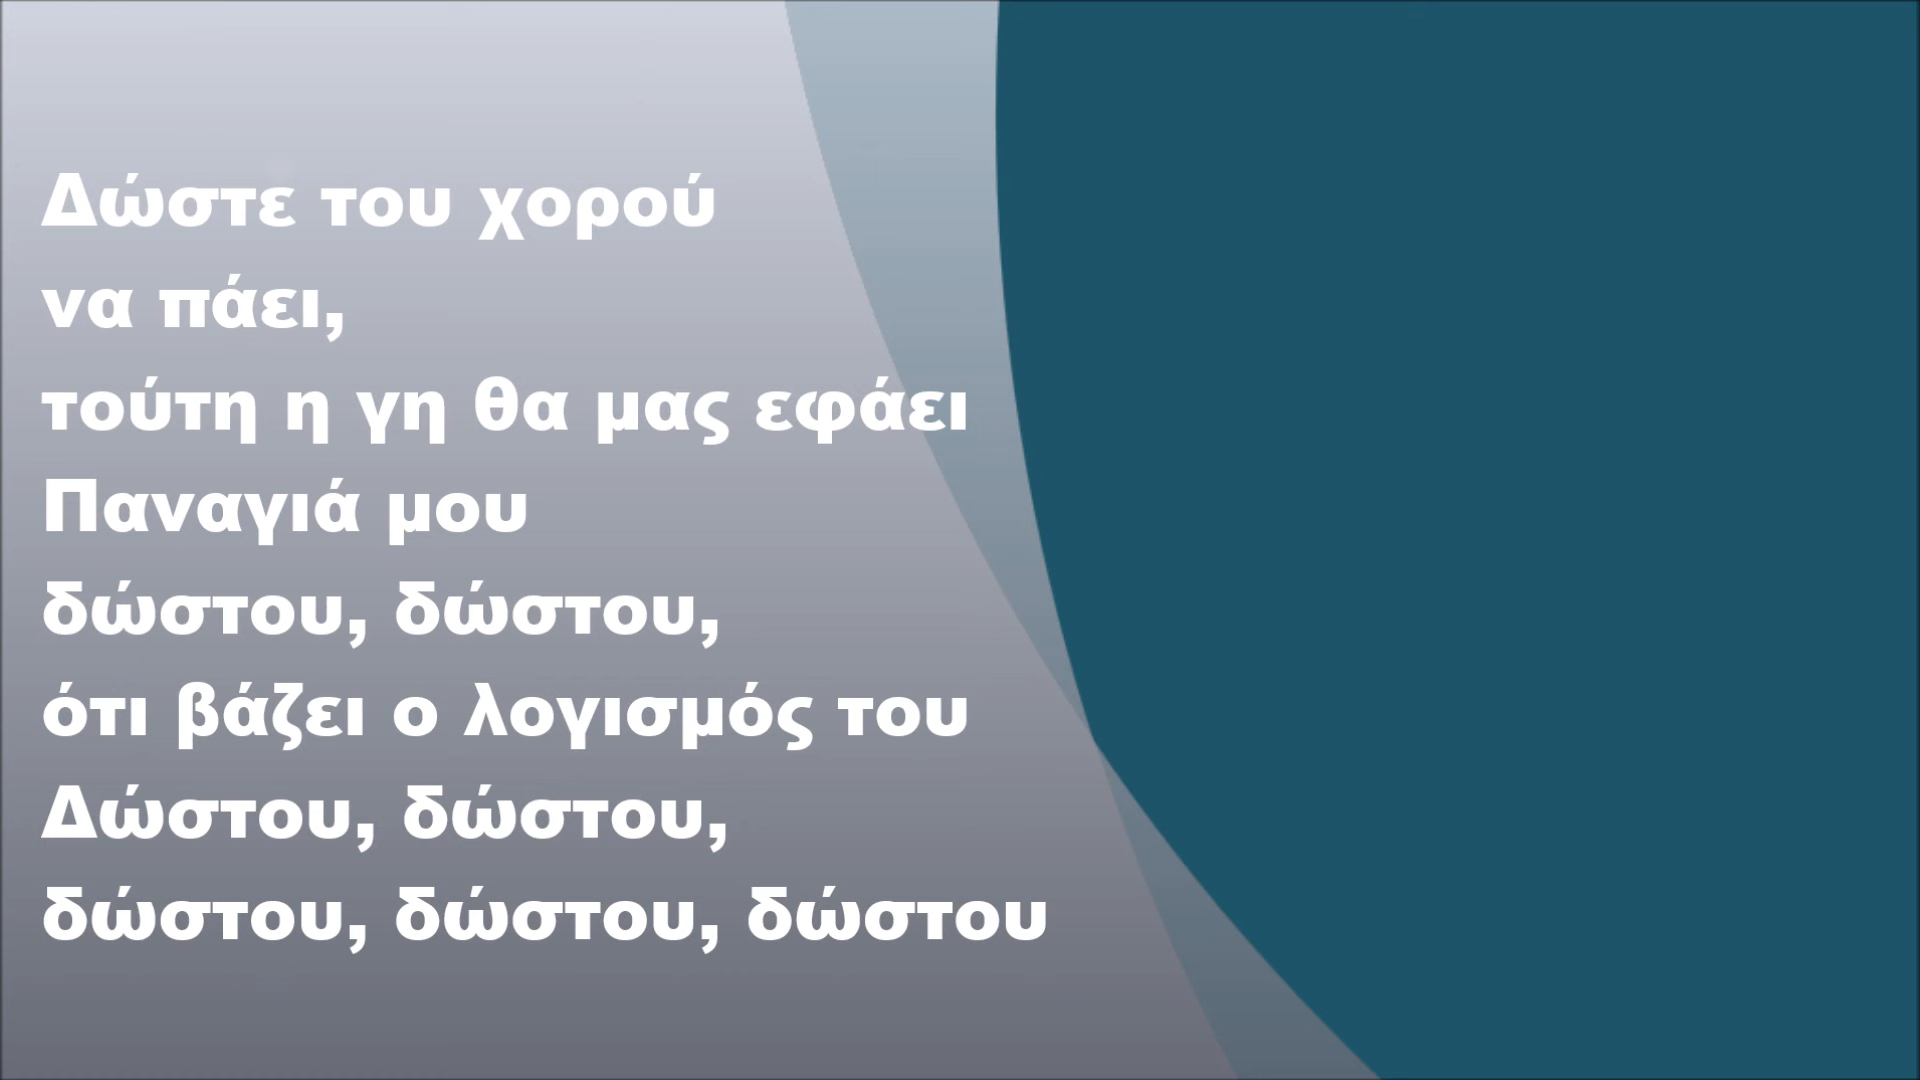 Δώστε του χορού
να πάει,
τούτη η γη θα μας εφάει
Παναγιά μου
δώστου, δώστου,
ότι βάζει ο λογισμός του
Δώστου, δώστου,
δώστου, δώστου, δώστου